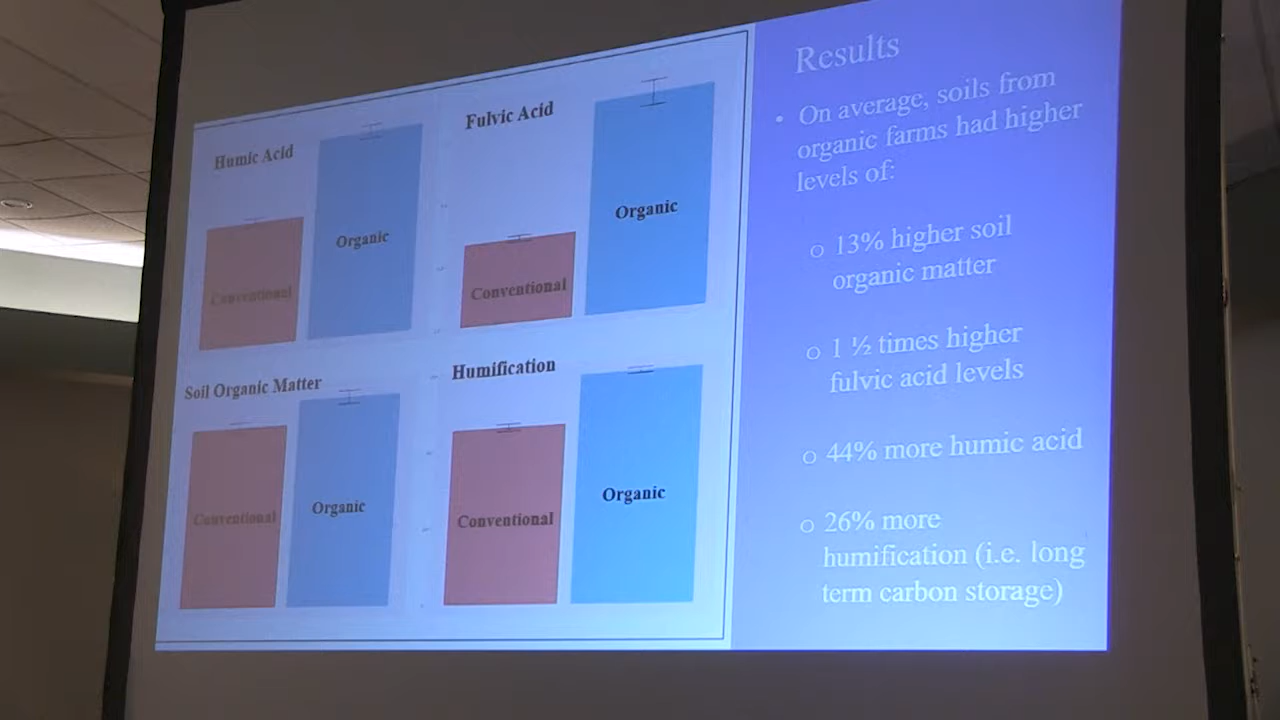 Results
• On average, soils from
organic farms had higher
levels of:
o 13% higher soil
organic matter
o 1 ½ times higher
fulvic acid levels
o 44% more humic acid
o 26% more
humification (i.e. long
term carbon storage)
Humic Acid
Conventional
Organic
Fulvic Acid
Conventional
Organic
Soil Organic Matter
Conventional
Organic
Humification
Conventional
Organic